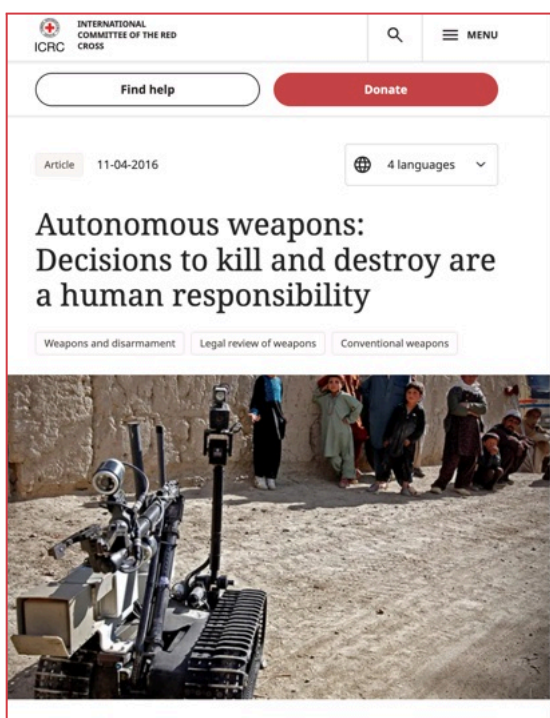 INTERNATIONAL
COMMITTEE OF THE RED
CROSS
ICRC
MENU
Find help
Donate
Article 11-04-2016
4 languages
Autonomous weapons:
Decisions to kill and destroy are
a human responsibility
Weapons and disarmament Legal review of weapons Conventional weapons